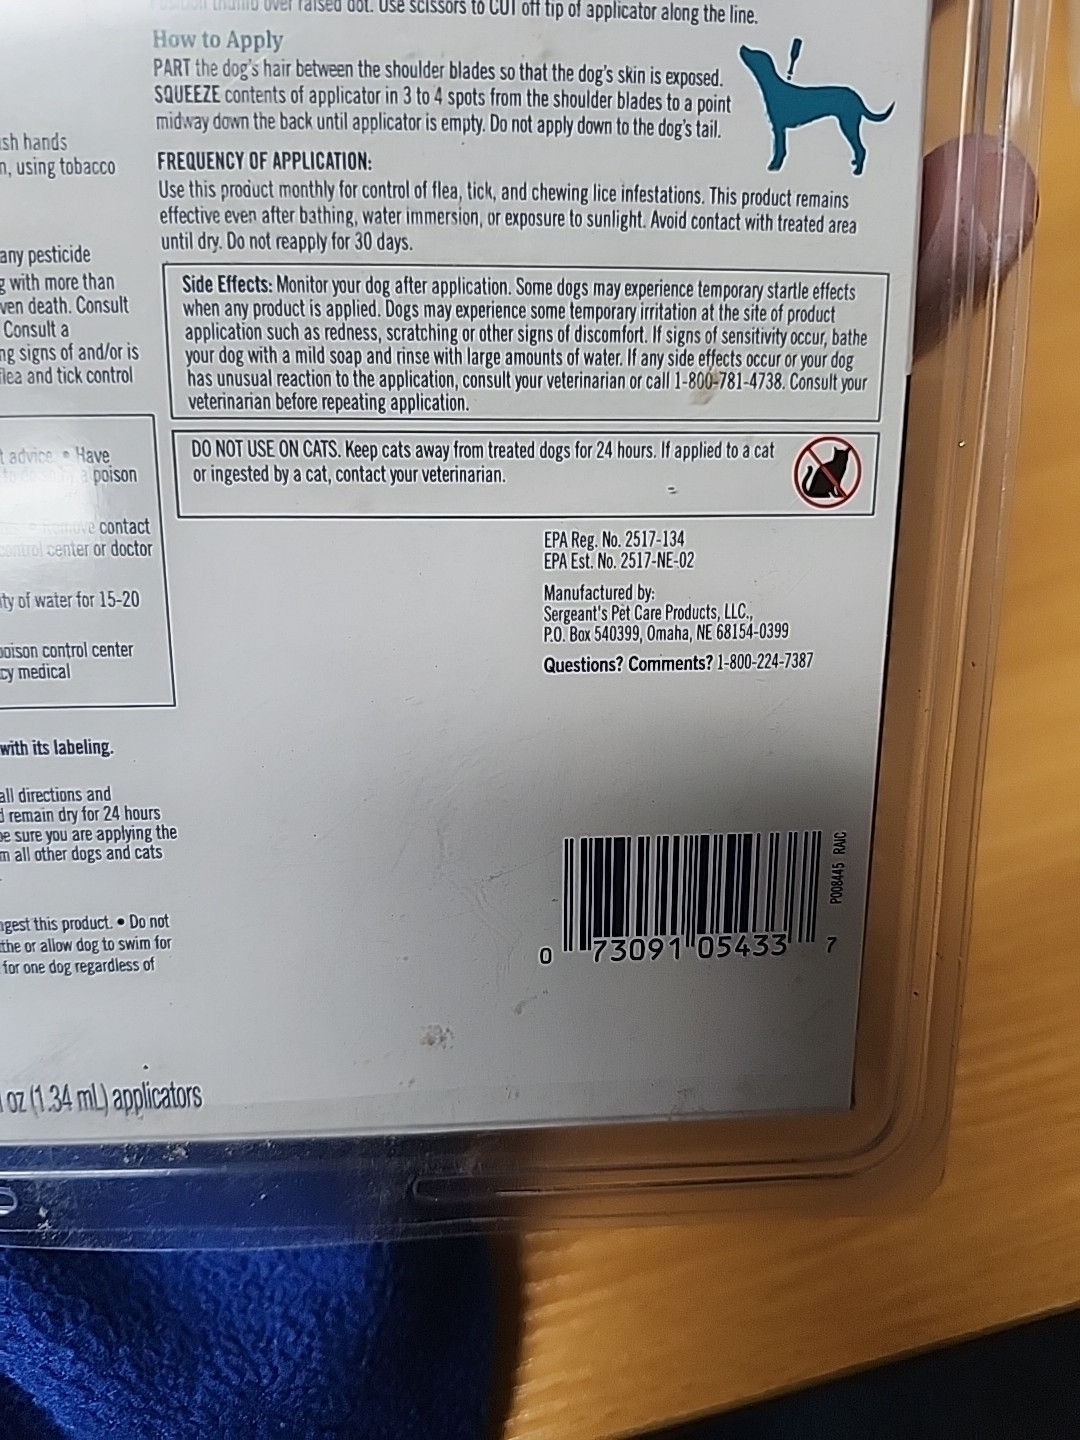 over raised dot. Use scissors to CUT off tip of applicator along the line.
How to Apply
PART the dog's hair between the shoulder blades so that the dog's skin is exposed.
SQUEEZE contents of applicator in 3 to 4 spots from the shoulder blades to a point
midway down the back until applicator is empty. Do not apply down to the dog's tail.
FREQUENCY OF APPLICATION:
Use this product monthly for control of flea, tick, and chewing lice infestations. This product remains
effective even after bathing, water immersion, or exposure to sunlight. Avoid contact with treated area
until dry. Do not reapply for 30 days.
Side Effects: Monitor your dog after application. Some dogs may experience temporary startle effects
when any product is applied. Dogs may experience some temporary irritation at the site of product
application such as redness, scratching or other signs of discomfort. If signs of sensitivity occur, bathe
your dog with a mild soap and rinse with large amounts of water. If any side effects occur or your dog
has unusual reaction to the application, consult your veterinarian or call 1-800-781-4738. Consult your
veterinarian before repeating application.
DO NOT USE ON CATS. Keep cats away from treated dogs for 24 hours. If applied to a cat
or ingested by a cat, contact your veterinarian.
EPA Reg. No. 2517-134
EPA Est. No. 2517-NE-02
Manufactured by:
Sergeant's Pet Care Products, LLC.,
P.O. Box 540399, Omaha, NE 68154-0399
Questions? Comments? 1-800-224-7387
P008445 RAIC
0 73091 05433 7
sh hands
n, using tobacco
any pesticide
g with more than
ven death. Consult
Consult a
ng signs of and/or is
flea and tick control
t advice. • Have
poison
contact
control center or doctor
ity of water for 15-20
poison control center
cy medical
with its labeling.
all directions and
d remain dry for 24 hours
be sure you are applying the
m all other dogs and cats
ngest this product. • Do not
the or allow dog to swim for
for one dog regardless of
oz (1.34 mL) applicators